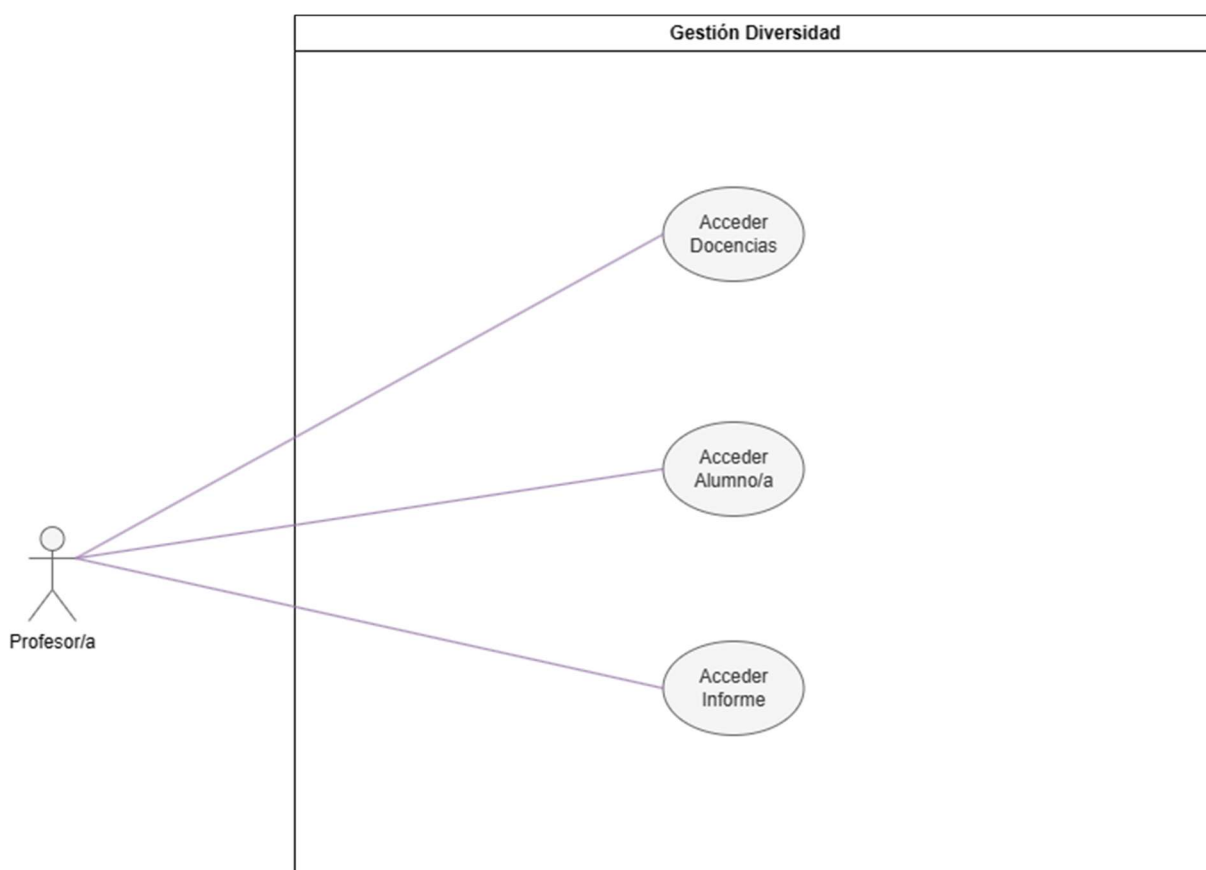 Gestión Diversidad
Acceder
Docencias
Acceder
Alumno/a
Profesor/a
Acceder
Informe